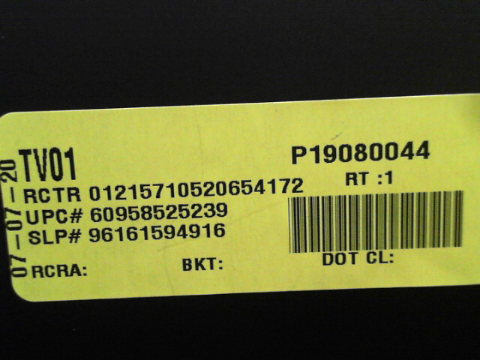 07-07-20
TV01
P19080044
RCTR 01215710520654172
RT :1
UPC# 60958525239
SLP# 96161594916
RCRA:
BKT:
DOT CL: